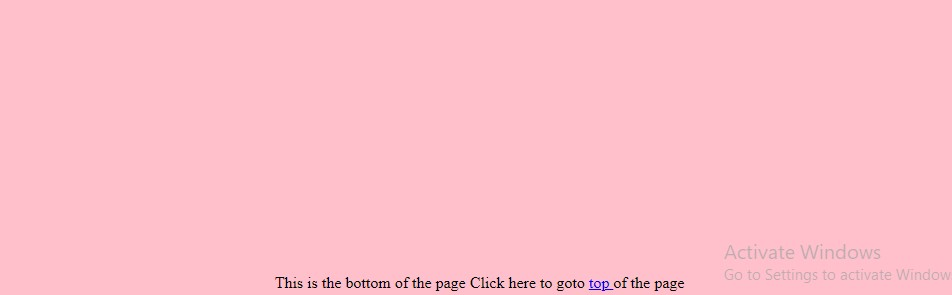 Activate Windows
Go to Settings to activate Window
This is the bottom of the page Click here to goto top of the page